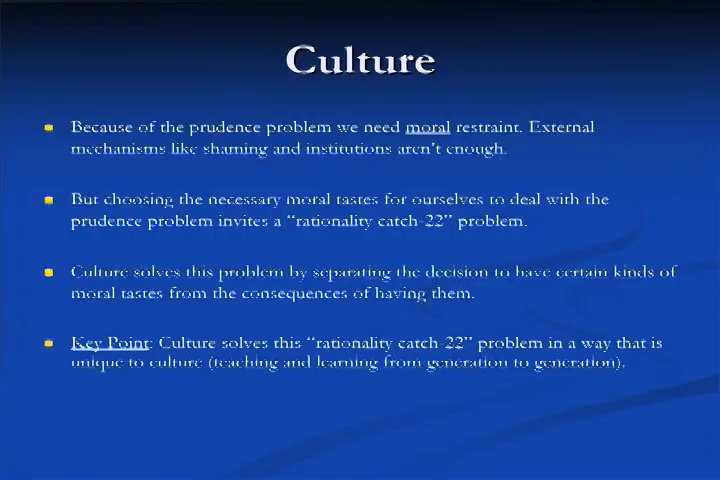 Culture
Because of the prudence problem we need moral restraint. External
mechanisms like shaming and institutions aren't enough.
But choosing the necessary moral tastes for ourselves to deal with the
prudence problem invites a “rationality catch-22” problem.
Culture solves this problem by separating the decision to have certain kinds of
moral tastes from the consequences of having them.
Key Point: Culture solves this “rationality catch-22” problem in a way that is
unique to culture (teaching and learning from generation to generation).